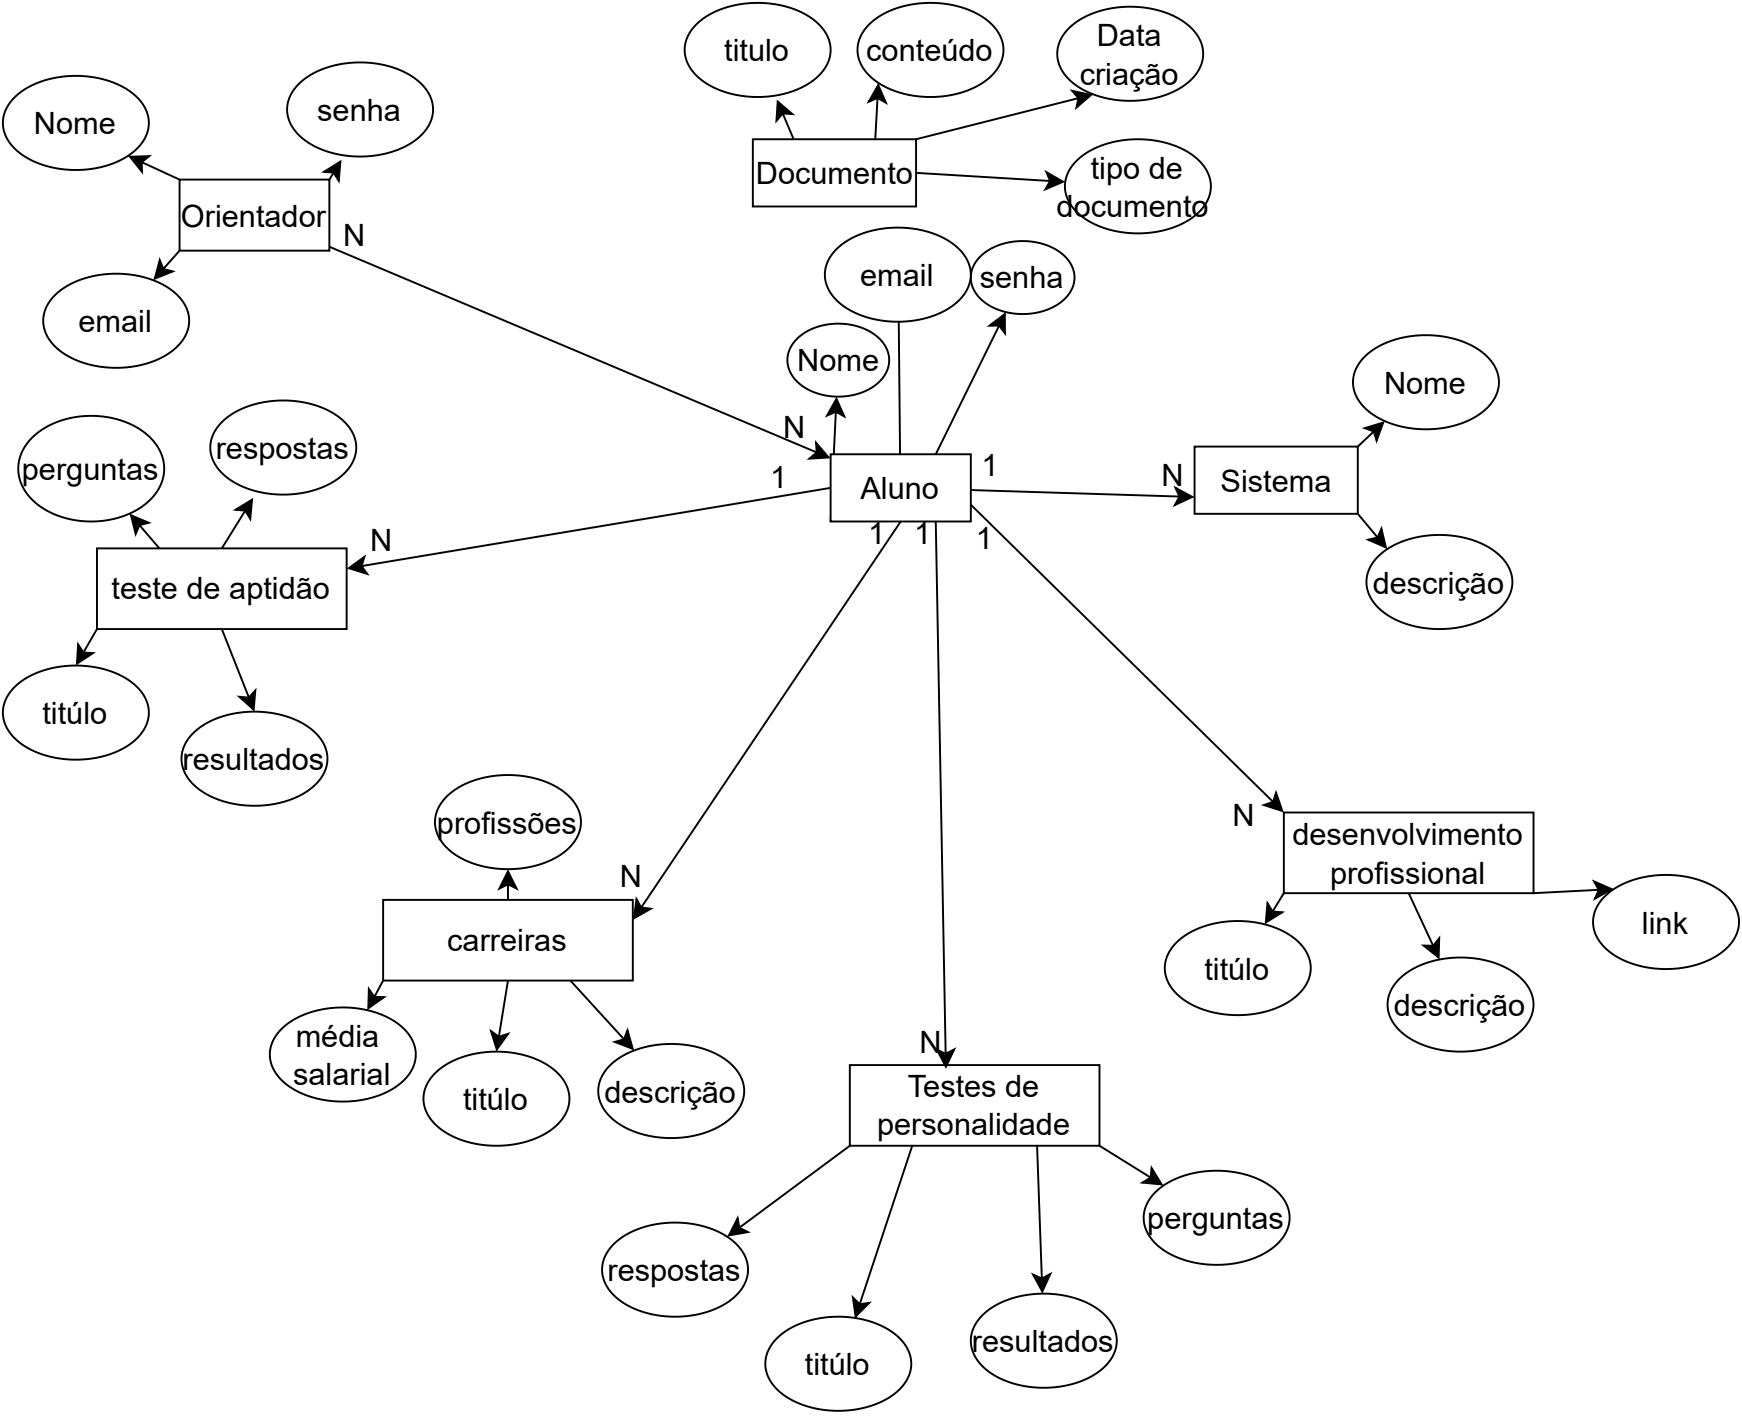 titulo
conteúdo
Data
criação
Nome
senha
Documento
tipo de
documento
Orientador
N
email
email
senha
Nome
Nome
N
perguntas
respostas
1
1
N
Aluno
Sistema
N
1
1
1
teste de aptidão
descrição
titúlo
resultados
profissões
N
N
desenvolvimento
profissional
carreiras
link
titúlo
descrição
média
salarial
titúlo
descrição
N
Testes de
personalidade
perguntas
respostas
titúlo
resultados